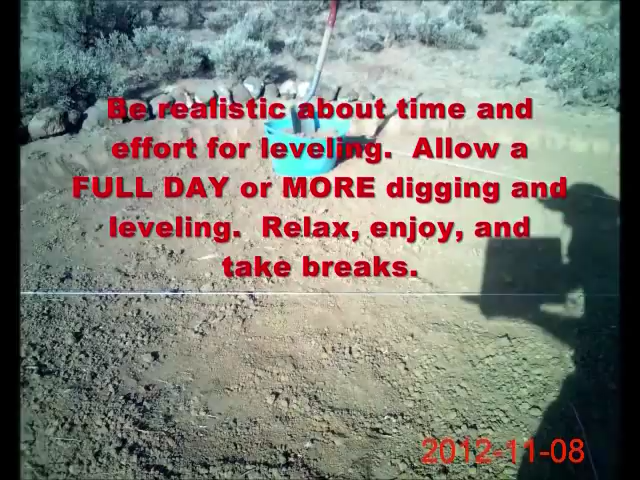 Be realistic about time and
effort for leveling. Allow a
FULL DAY or MORE digging and
leveling. Relax, enjoy, and
take breaks.
2012-11-08